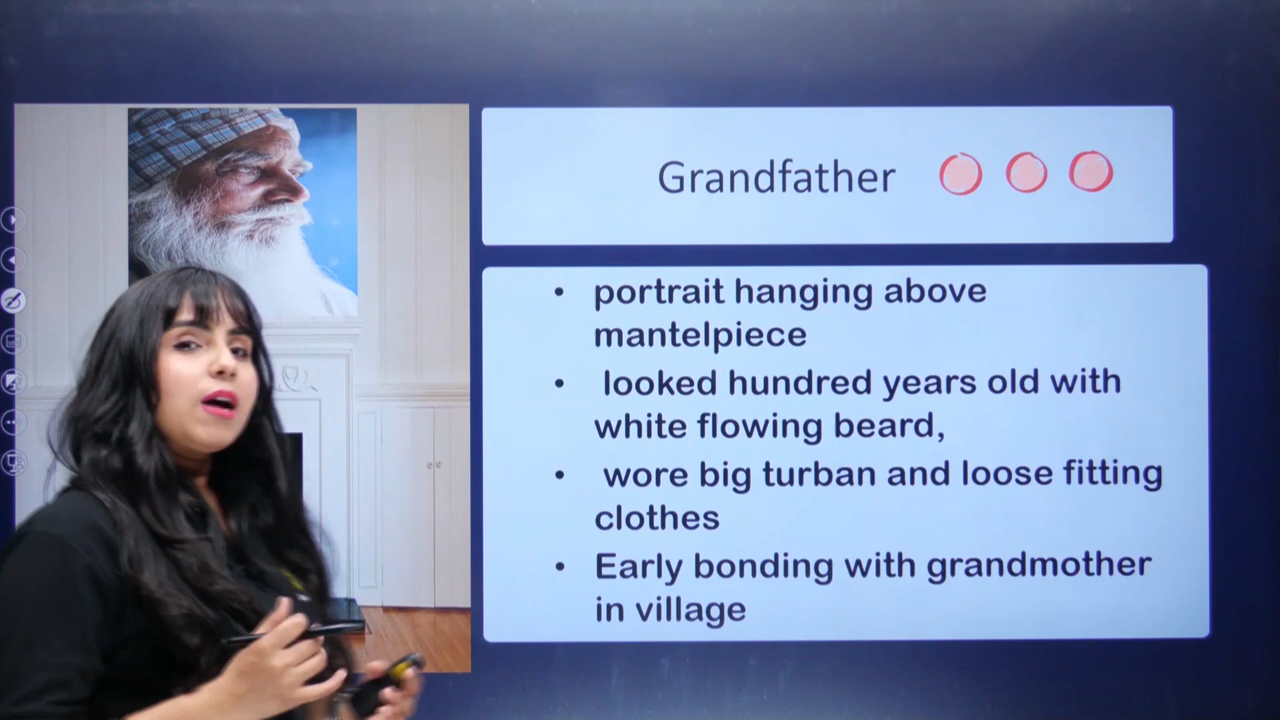 Grandfather
• portrait hanging above
mantelpiece
• looked hundred years old with
white flowing beard,
• wore big turban and loose fitting
clothes
• Early bonding with grandmother
in village